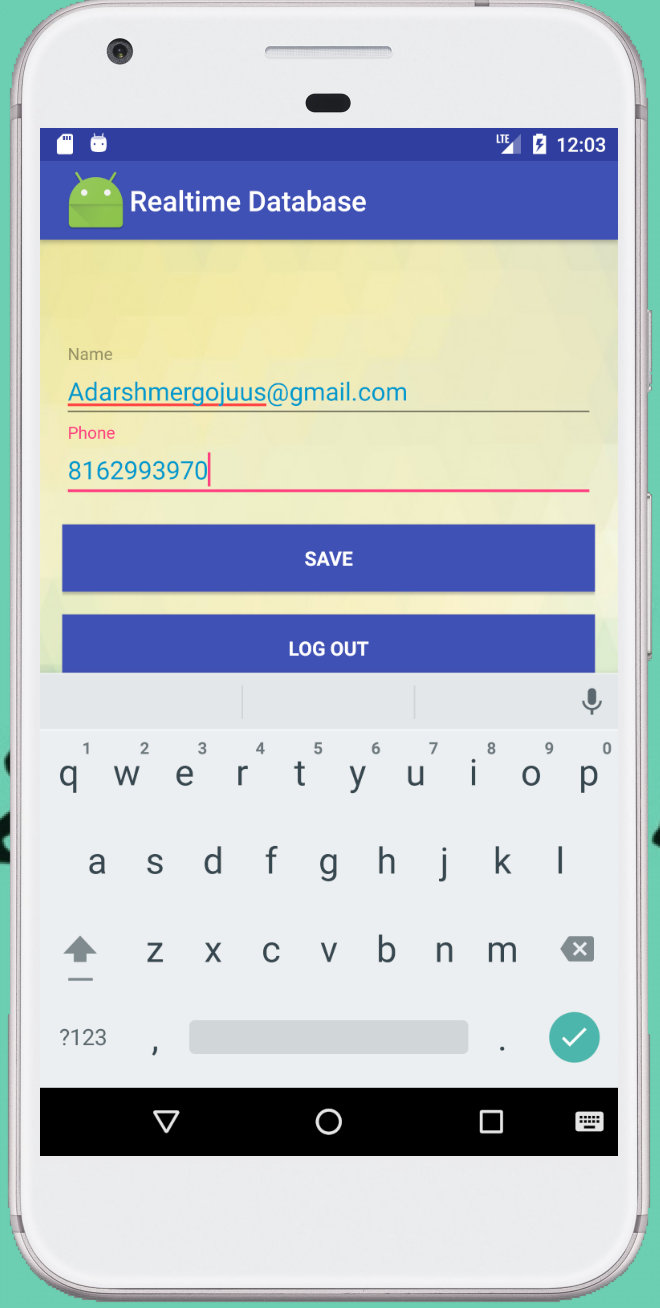 LTE 12:03
Realtime Database
Name
Adarshmergojuus@gmail.com
Phone
8162993970
SAVE
LOG OUT
1 2 3 4 5 6 7 8 9 0
q w e r t y u i o p
a s d f g h j k l
z x c v b n m
?123 , .